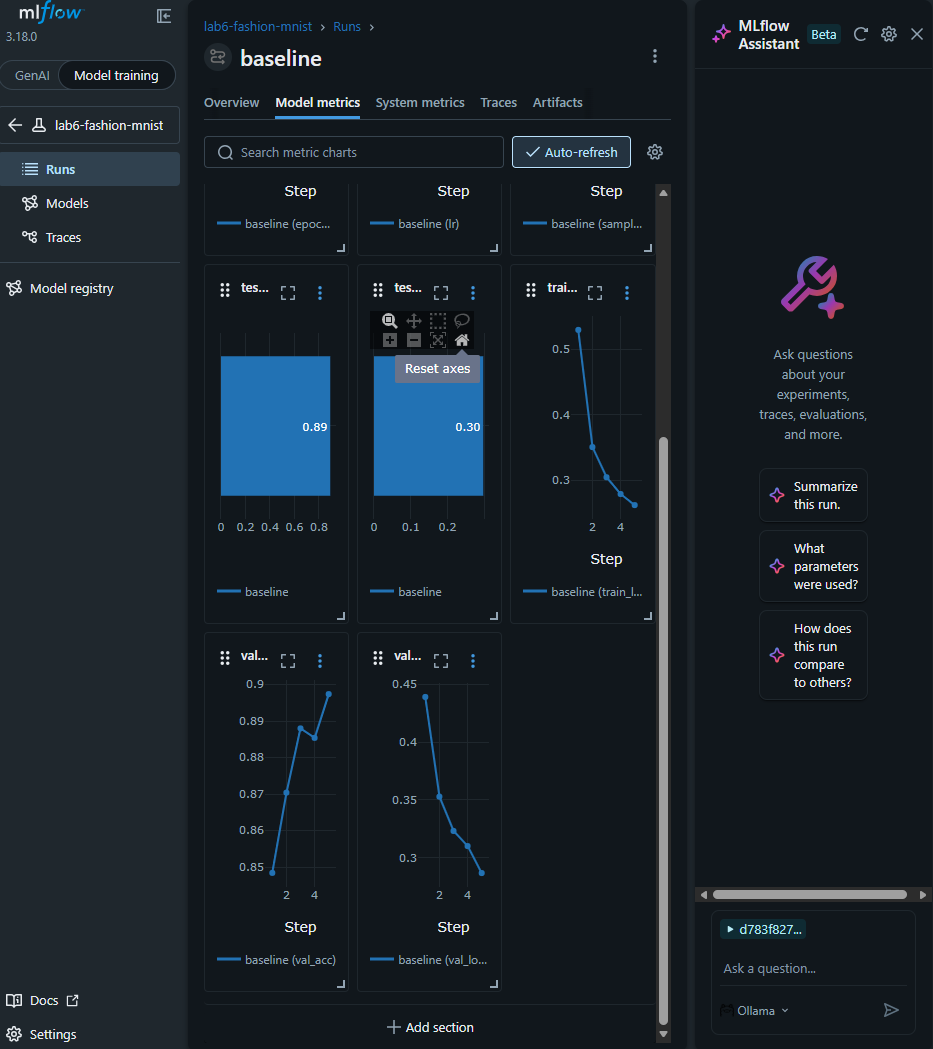 mlflow
3.18.0
GenAI
Model training
lab6-fashion-mnist
Runs
Models
Traces
Model registry
Docs
Settings
lab6-fashion-mnist › Runs ›
baseline
Overview
Model metrics
System metrics
Traces
Artifacts
Search metric charts
Auto-refresh
Step
baseline (epoc...
Step
baseline (lr)
Step
baseline (sampl...
tes...
0.89
0 0.2 0.4 0.6 0.8
baseline
tes...
Reset axes
0.30
0 0.1 0.2
baseline
trai...
0.5
0.4
0.3
2 4
Step
baseline (train_l...
val...
0.9
0.89
0.88
0.87
0.86
0.85
2 4
Step
baseline (val_acc)
val...
0.45
0.4
0.35
0.3
2 4
Step
baseline (val_lo...
Add section
MLflow
Assistant
Beta
Ask questions
about your
experiments,
traces, evaluations,
and more.
Summarize
this run.
What
parameters
were used?
How does
this run
compare
to others?
d783f827...
Ask a question...
Ollama